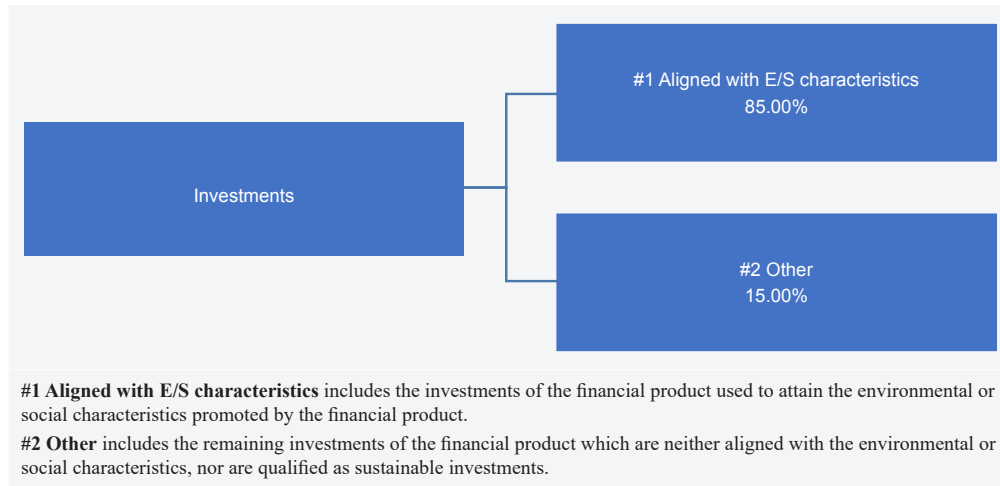 #1 Aligned with E/S characteristics
85.00%
Investments
#2 Other
15.00%
#1 Aligned with E/S characteristics includes the investments of the financial product used to attain the environmental or
social characteristics promoted by the financial product.
#2 Other includes the remaining investments of the financial product which are neither aligned with the environmental or
social characteristics, nor are qualified as sustainable investments.